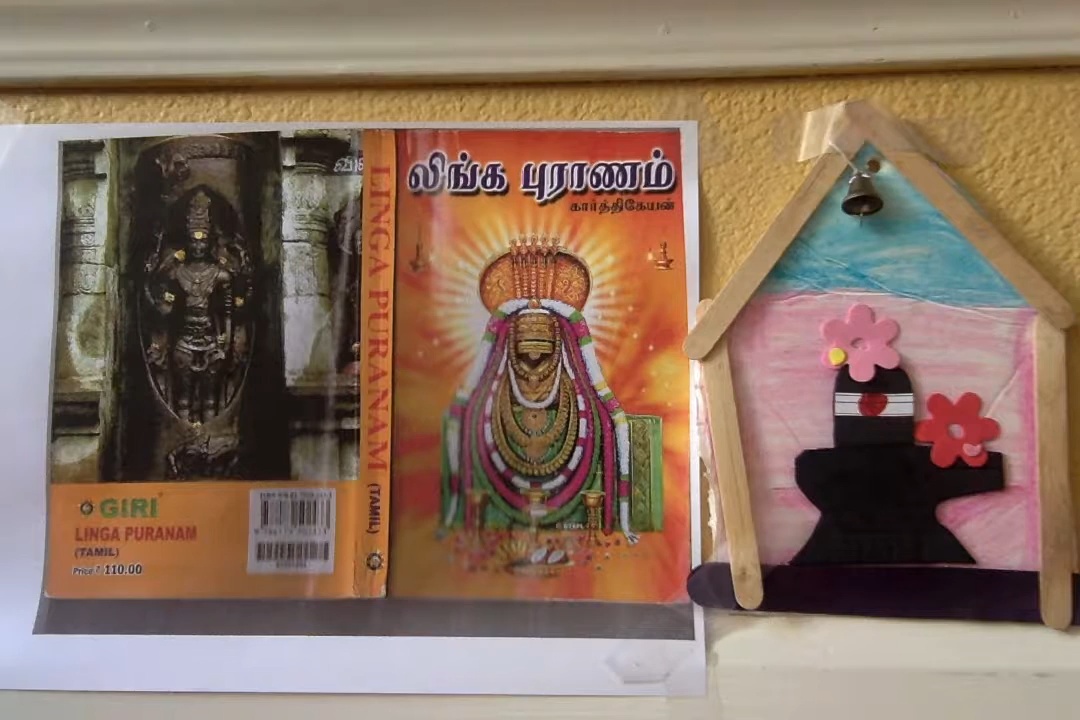 லிங்க புராணம்
கார்த்திகேயன்
LINGA PURANAM (TAMIL)
GIRI
LINGA PURANAM
(TAMIL)
Price ₹ 110.00